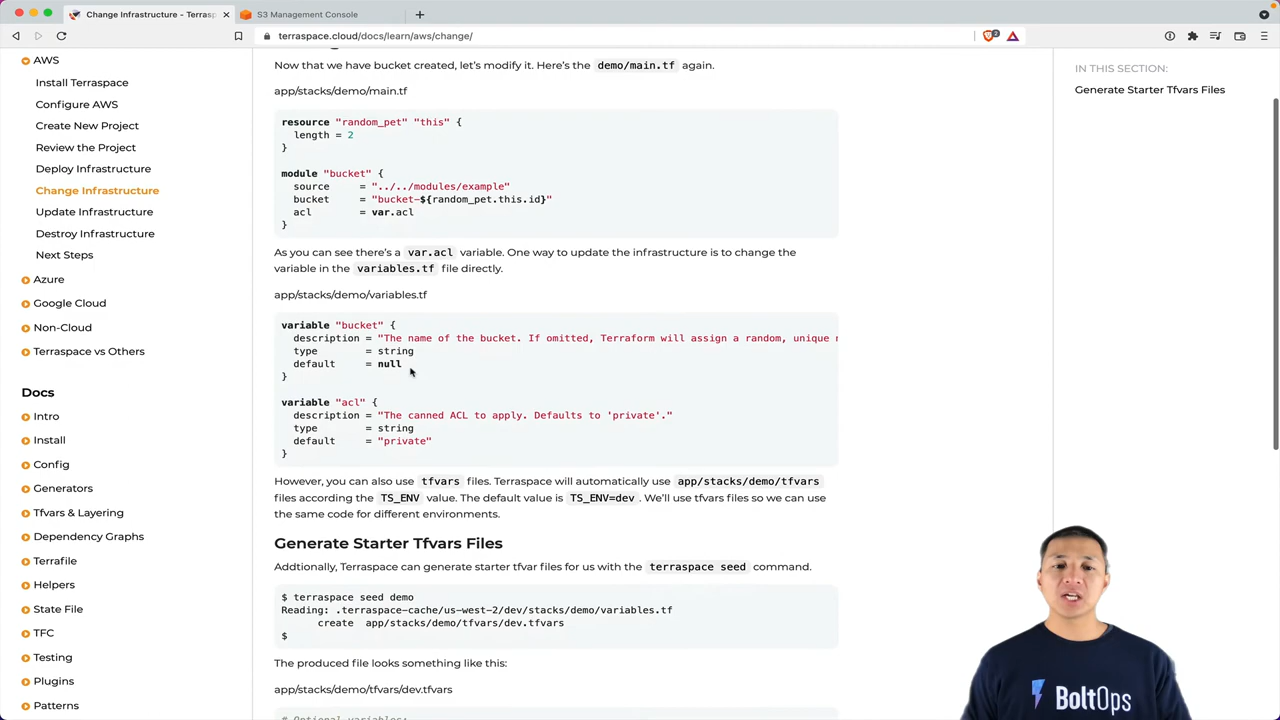 Change Infrastructure - Terrasp
S3 Management Console
terraspace.cloud/docs/learn/aws/change/
2
AWS
Install Terraspace
Configure AWS
Create New Project
Review the Project
Deploy Infrastructure
Change Infrastructure
Update Infrastructure
Destroy Infrastructure
Next Steps
Azure
Google Cloud
Non-Cloud
Terraspace vs Others
Docs
Intro
Install
Config
Generators
Tfvars & Layering
Dependency Graphs
Terrafile
Helpers
State File
TFC
Testing
Plugins
Patterns
Now that we have bucket created, let's modify it. Here's the demo/main.tf again.
app/stacks/demo/main.tf
resource "random_pet" "this" {
length = 2
}
module "bucket" {
source = "../../modules/example"
bucket = "bucket-${random_pet.this.id}"
acl = var.acl
}
As you can see there's a var.acl variable. One way to update the infrastructure is to change the
variable in the variables.tf file directly.
app/stacks/demo/variables.tf
variable "bucket" {
description = "The name of the bucket. If omitted, Terraform will assign a random, unique
type = string
default = null
}
variable "acl" {
description = "The canned ACL to apply. Defaults to 'private'."
type = string
default = "private"
}
However, you can also use tfvars files. Terraspace will automatically use app/stacks/demo/tfvars
files according the TS_ENV value. The default value is TS_ENV=dev . We'll use tfvars files so we can use
the same code for different environments.
Generate Starter Tfvars Files
Addtionally, Terraspace can generate starter tfvar files for us with the terraspace seed command.
$ terraspace seed demo
Reading: .terraspace-cache/us-west-2/dev/stacks/demo/variables.tf
create app/stacks/demo/tfvars/dev.tfvars
$
The produced file looks something like this:
app/stacks/demo/tfvars/dev.tfvars
# Optional variables:
IN THIS SECTION:
Generate Starter Tfvars Files
BoltOps